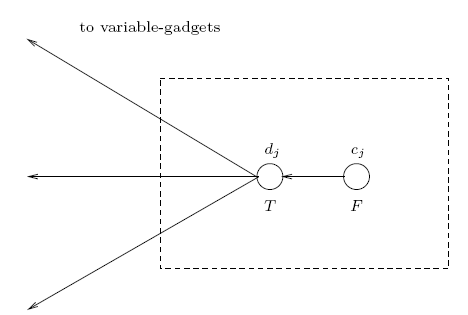 to variable-gadgets
d_j c_j
T F